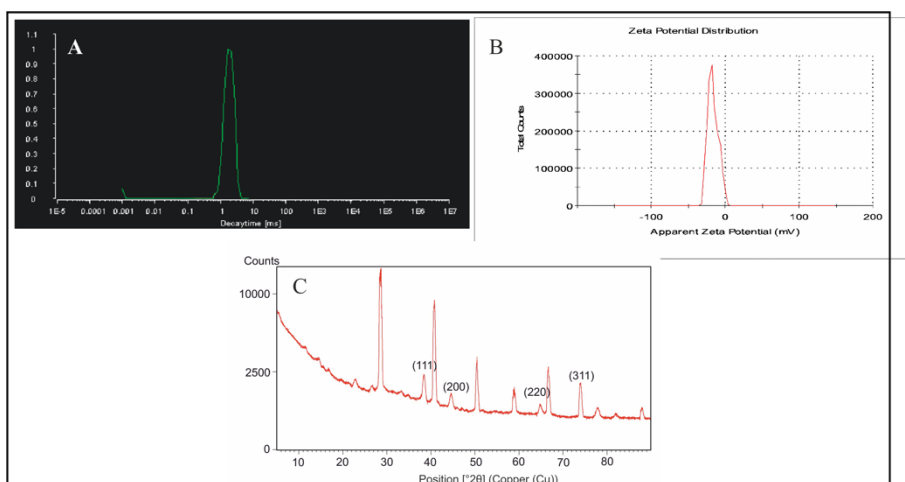 A
1.1
1
0.9
0.8
0.7
0.6
0.5
0.4
0.3
0.2
0.1
0
1E-5 0.0001 0.001 0.01 0.1 1 10 100 1E3 1E4 1E5 1E6 1E7
Decaytime [ms]
B
Zeta Potential Distribution
Total Counts
400000
300000
200000
100000
0
-100 0 100 200
Apparent Zeta Potential (mV)
C
Counts
10000
2500
0
(111)
(200)
(220)
(311)
10 20 30 40 50 60 70 80
Position [°2θ] (Copper (Cu))